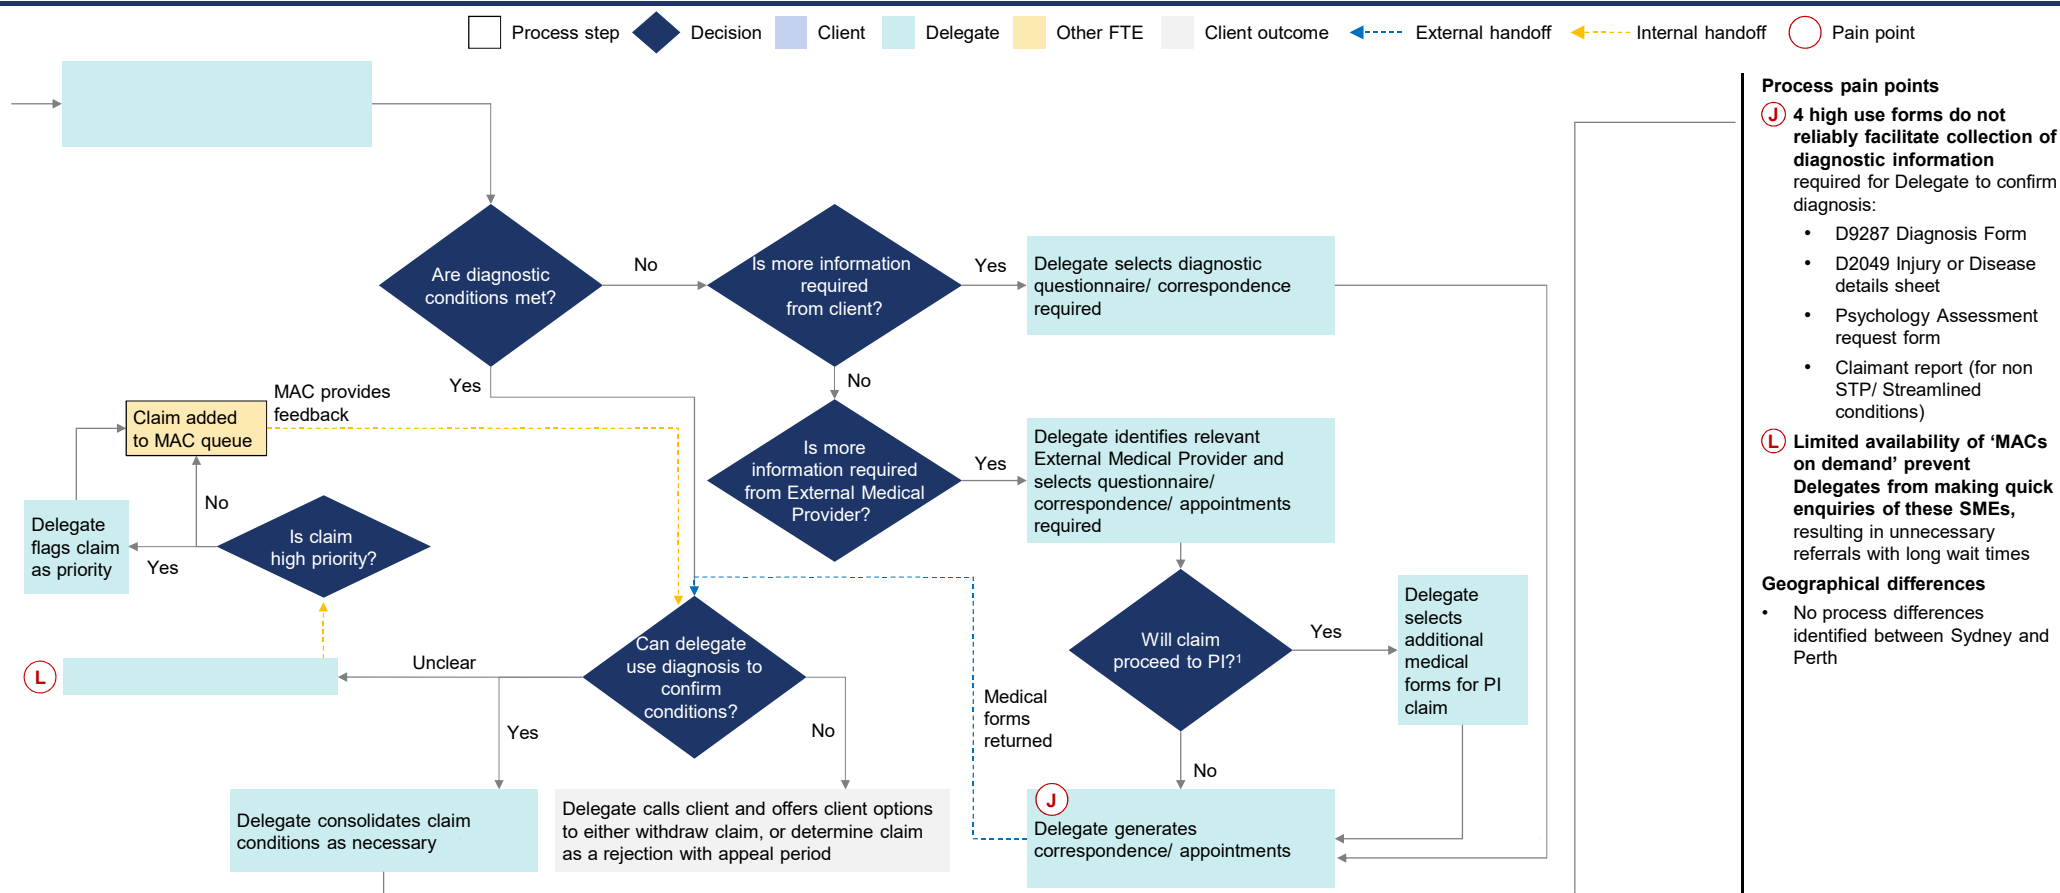 Process step
Decision
Client
Delegate
Other FTE
Client outcome
External handoff
Internal handoff
Pain point
Are diagnostic
conditions met?
No
Is more information
required
from client?
Yes
Delegate selects diagnostic
questionnaire/ correspondence
required
Yes
No
MAC provides
feedback
Claim added
to MAC queue
Is more
information required
from External Medical
Provider?
Yes
Delegate identifies relevant
External Medical Provider and
selects questionnaire/
correspondence/ appointments
required
No
Delegate
flags claim
as priority
Yes
Is claim
high priority?
Will claim
proceed to PI?¹
Yes
Delegate
selects
additional
medical
forms for PI
claim
L
Unclear
Can delegate
use diagnosis to
confirm
conditions?
Yes
No
Medical
forms
returned
No
Delegate consolidates claim
conditions as necessary
Delegate calls client and offers client options
to either withdraw claim, or determine claim
as a rejection with appeal period
J
Delegate generates
correspondence/ appointments
Process pain points
J 4 high use forms do not
reliably facilitate collection of
diagnostic information
required for Delegate to confirm
diagnosis:
• D9287 Diagnosis Form
• D2049 Injury or Disease
details sheet
• Psychology Assessment
request form
• Claimant report (for non
STP/ Streamlined
conditions)
L Limited availability of ‘MACs
on demand’ prevent
Delegates from making quick
enquiries of these SMEs,
resulting in unnecessary
referrals with long wait times
Geographical differences
• No process differences
identified between Sydney and
Perth